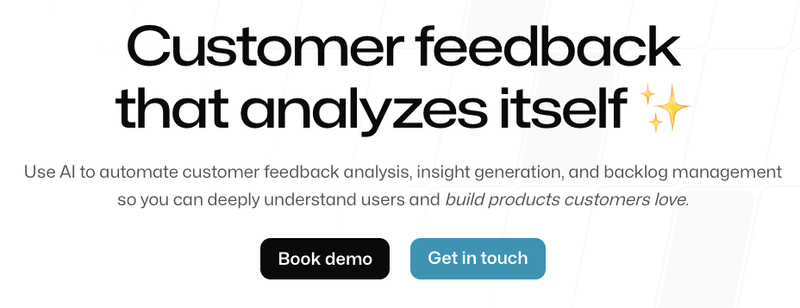 Customer feedback
that analyzes itself ✨
Use AI to automate customer feedback analysis, insight generation, and backlog management
so you can deeply understand users and build products customers love.
Book demo
Get in touch